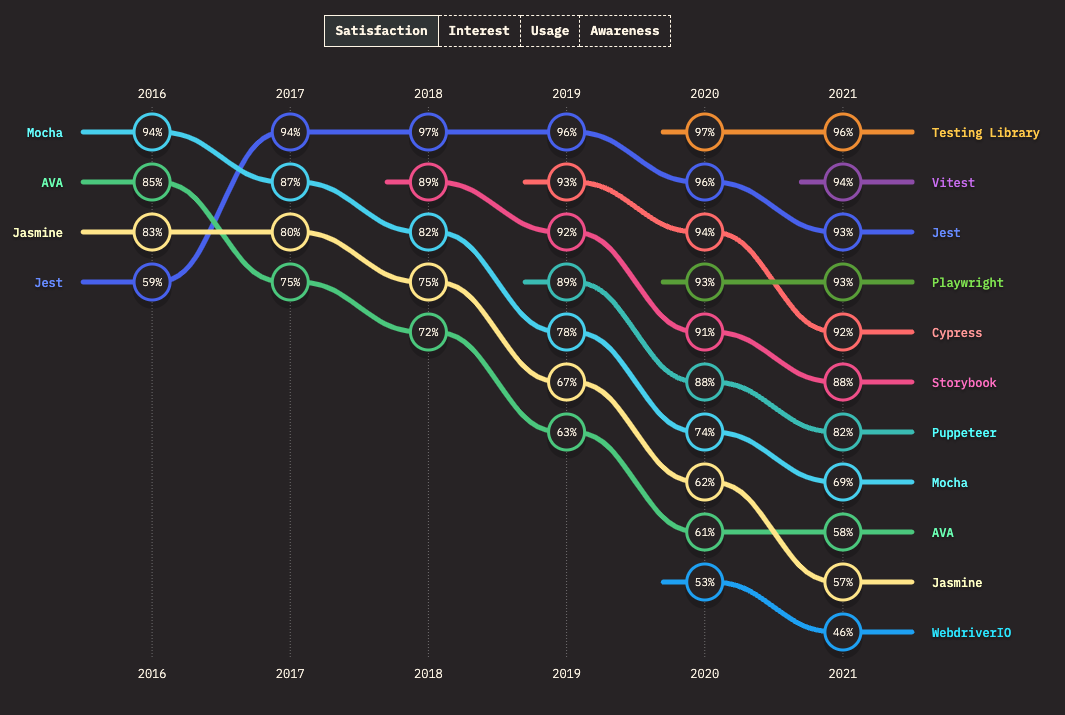 Satisfaction Interest Usage Awareness
2016 2017 2018 2019 2020 2021
Mocha 94% 94% 97% 96% 97% 96% Testing Library
AVA 85% 87% 89% 93% 96% 94% Vitest
Jasmine 83% 80% 82% 92% 94% 93% Jest
Jest 59% 75% 75% 89% 93% 93% Playwright
72% 78% 91% 92% Cypress
67% 88% 88% Storybook
63% 74% 82% Puppeteer
62% 69% Mocha
61% 58% AVA
53% 57% Jasmine
46% WebdriverIO
2016 2017 2018 2019 2020 2021